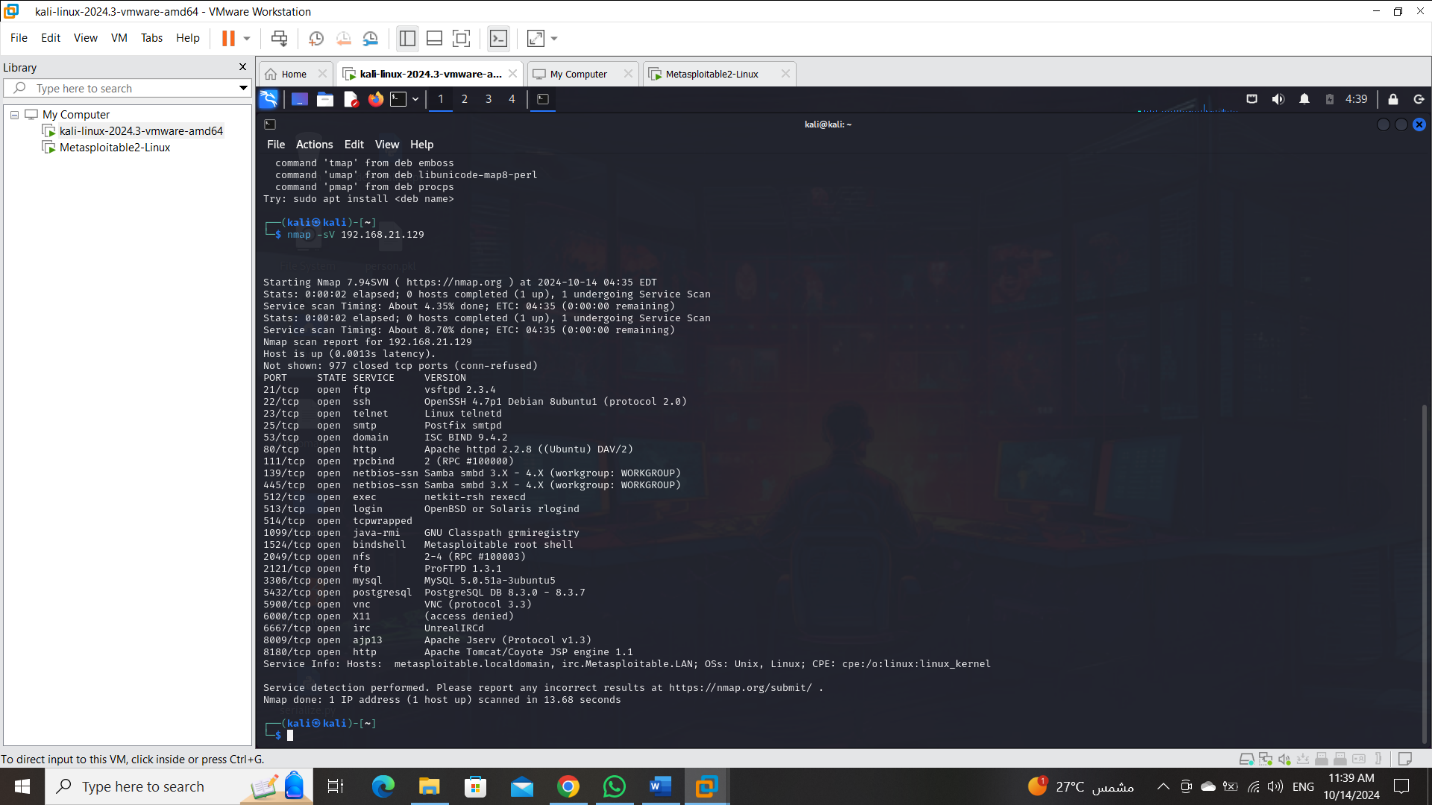 kali-linux-2024.3-vmware-amd64 - VMware Workstation
File Edit View VM Tabs Help
Library
Type here to search
My Computer
kali-linux-2024.3-vmware-amd64
Metasploitable2-Linux
Home kali-linux-2024.3-vmware-a... My Computer Metasploitable2-Linux
1 2 3 4 4:39
kali@kali: ~
File Actions Edit View Help
command 'tmap' from deb emboss
command 'umap' from deb libunicode-map8-perl
command 'pmap' from deb procps
Try: sudo apt install <deb name>
┌──(kali㉿kali)-[~]
└─$ nmap -sV 192.168.21.129
Starting Nmap 7.94SVN ( https://nmap.org ) at 2024-10-14 04:35 EDT
Stats: 0:00:02 elapsed; 0 hosts completed (1 up), 1 undergoing Service Scan
Service scan Timing: About 4.35% done; ETC: 04:35 (0:00:00 remaining)
Stats: 0:00:02 elapsed; 0 hosts completed (1 up), 1 undergoing Service Scan
Service scan Timing: About 8.70% done; ETC: 04:35 (0:00:00 remaining)
Nmap scan report for 192.168.21.129
Host is up (0.0013s latency).
Not shown: 977 closed tcp ports (conn-refused)
PORT STATE SERVICE VERSION
21/tcp open ftp vsftpd 2.3.4
22/tcp open ssh OpenSSH 4.7p1 Debian 8ubuntu1 (protocol 2.0)
23/tcp open telnet Linux telnetd
25/tcp open smtp Postfix smtpd
53/tcp open domain ISC BIND 9.4.2
80/tcp open http Apache httpd 2.2.8 ((Ubuntu) DAV/2)
111/tcp open rpcbind 2 (RPC #100000)
139/tcp open netbios-ssn Samba smbd 3.X - 4.X (workgroup: WORKGROUP)
445/tcp open netbios-ssn Samba smbd 3.X - 4.X (workgroup: WORKGROUP)
512/tcp open exec netkit-rsh rexecd
513/tcp open login OpenBSD or Solaris rlogind
514/tcp open tcpwrapped
1099/tcp open java-rmi GNU Classpath grmiregistry
1524/tcp open bindshell Metasploitable root shell
2049/tcp open nfs 2-4 (RPC #100003)
2121/tcp open ftp ProFTPD 1.3.1
3306/tcp open mysql MySQL 5.0.51a-3ubuntu5
5432/tcp open postgresql PostgreSQL DB 8.3.0 - 8.3.7
5900/tcp open vnc VNC (protocol 3.3)
6000/tcp open X11 (access denied)
6667/tcp open irc UnrealIRCd
8009/tcp open ajp13 Apache Jserv (Protocol v1.3)
8180/tcp open http Apache Tomcat/Coyote JSP engine 1.1
Service Info: Hosts: metasploitable.localdomain, irc.Metasploitable.LAN; OSs: Unix, Linux; CPE: cpe:/o:linux:linux_kernel
Service detection performed. Please report any incorrect results at https://nmap.org/submit/ .
Nmap done: 1 IP address (1 host up) scanned in 13.68 seconds
┌──(kali㉿kali)-[~]
└─$
To direct input to this VM, click inside or press Ctrl+G.
Type here to search
1 27°C مشمس ENG 11:39 AM
10/14/2024